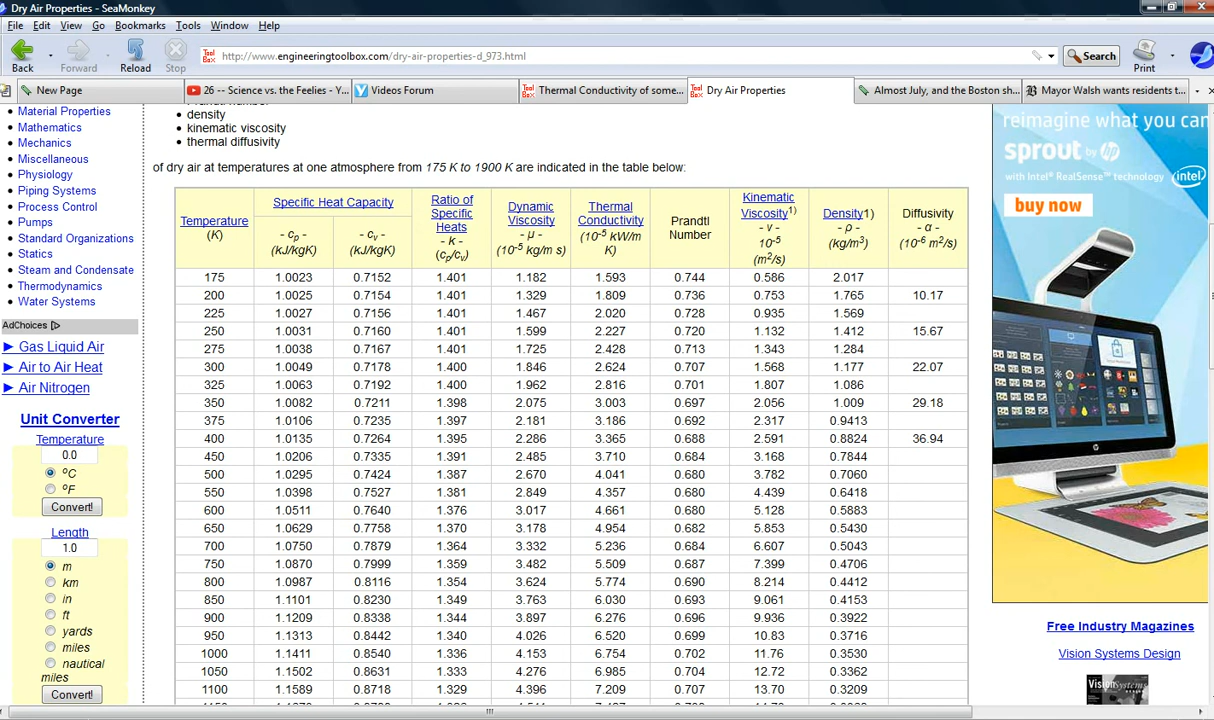 Dry Air Properties - SeaMonkey
File Edit View Go Bookmarks Tools Window Help
Back Forward Reload Stop
http://www.engineeringtoolbox.com/dry-air-properties-d_973.html
Search Print
New Page
26 -- Science vs. the Feelies - Y...
Videos Forum
Thermal Conductivity of some...
Dry Air Properties
Almost July, and the Boston sh...
Mayor Walsh wants residents t...
Material Properties
Mathematics
Mechanics
Miscellaneous
Physiology
Piping Systems
Process Control
Pumps
Standard Organizations
Statics
Steam and Condensate
Thermodynamics
Water Systems
AdChoices
► Gas Liquid Air
► Air to Air Heat
► Air Nitrogen
Unit Converter
Temperature
0.0
ºC
ºF
Convert!
Length
1.0
m
km
in
ft
yards
miles
nautical
miles
Convert!
• density
• kinematic viscosity
• thermal diffusivity
of dry air at temperatures at one atmosphere from 175 K to 1900 K are indicated in the table below:
Temperature (K)
Specific Heat Capacity
- cp - (kJ/kgK)
- cv - (kJ/kgK)
Ratio of Specific Heats - k - (cp/cv)
Dynamic Viscosity - μ - (10-5 kg/m s)
Thermal Conductivity (10-5 kW/m K)
Prandtl Number
Kinematic Viscosity1) - ν - 10-5 (m2/s)
Density1) - ρ - (kg/m3)
Diffusivity - α - (10-6 m2/s)
175 1.0023 0.7152 1.401 1.182 1.593 0.744 0.586 2.017
200 1.0025 0.7154 1.401 1.329 1.809 0.736 0.753 1.765 10.17
225 1.0027 0.7156 1.401 1.467 2.020 0.728 0.935 1.569
250 1.0031 0.7160 1.401 1.599 2.227 0.720 1.132 1.412 15.67
275 1.0038 0.7167 1.401 1.725 2.428 0.713 1.343 1.284
300 1.0049 0.7178 1.400 1.846 2.624 0.707 1.568 1.177 22.07
325 1.0063 0.7192 1.400 1.962 2.816 0.701 1.807 1.086
350 1.0082 0.7211 1.398 2.075 3.003 0.697 2.056 1.009 29.18
375 1.0106 0.7235 1.397 2.181 3.186 0.692 2.317 0.9413
400 1.0135 0.7264 1.395 2.286 3.365 0.688 2.591 0.8824 36.94
450 1.0206 0.7335 1.391 2.485 3.710 0.684 3.168 0.7844
500 1.0295 0.7424 1.387 2.670 4.041 0.680 3.782 0.7060
550 1.0398 0.7527 1.381 2.849 4.357 0.680 4.439 0.6418
600 1.0511 0.7640 1.376 3.017 4.661 0.680 5.128 0.5883
650 1.0629 0.7758 1.370 3.178 4.954 0.682 5.853 0.5430
700 1.0750 0.7879 1.364 3.332 5.236 0.684 6.607 0.5043
750 1.0870 0.7999 1.359 3.482 5.509 0.687 7.399 0.4706
800 1.0987 0.8116 1.354 3.624 5.774 0.690 8.214 0.4412
850 1.1101 0.8230 1.349 3.763 6.030 0.693 9.061 0.4153
900 1.1209 0.8338 1.344 3.897 6.276 0.696 9.936 0.3922
950 1.1313 0.8442 1.340 4.026 6.520 0.699 10.83 0.3716
1000 1.1411 0.8540 1.336 4.153 6.754 0.702 11.76 0.3530
1050 1.1502 0.8631 1.333 4.276 6.985 0.704 12.72 0.3362
1100 1.1589 0.8718 1.329 4.396 7.209 0.707 13.70 0.3209
reimagine what you can
sprout by hp
with Intel® RealSense™ technology
intel
buy now
Free Industry Magazines
Vision Systems Design